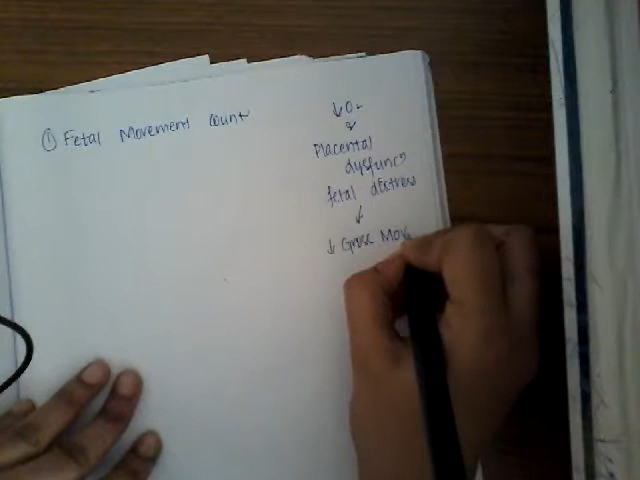 ① Fetal Movement Count
↓O₂
↓
Placental
dysfunc
fetal distress
↓
↓ Gross Mov